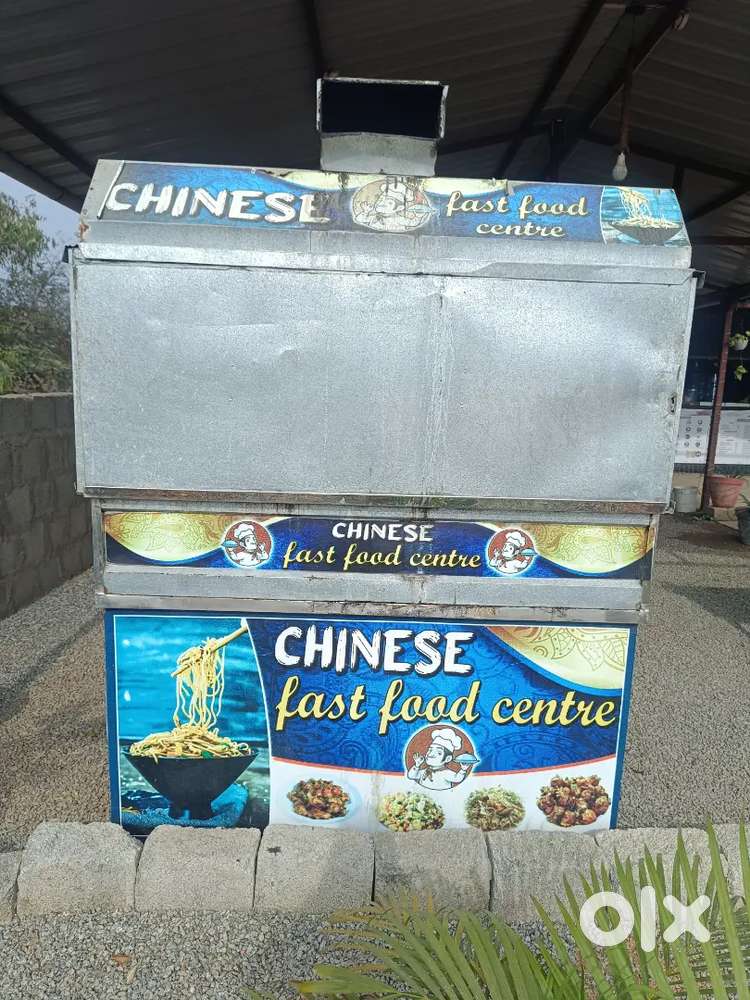 CHINESE fast food
centre
CHINESE
fast food centre
CHINESE
fast food centre
olx